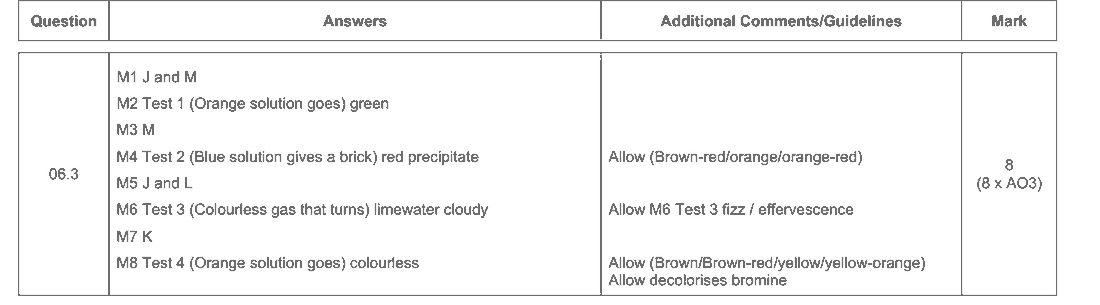 Question Answers Additional Comments/Guidelines Mark
M1 J and M
M2 Test 1 (Orange solution goes) green
M3 M
M4 Test 2 (Blue solution gives a brick) red precipitate Allow (Brown-red/orange/orange-red)
06.3
M5 J and L
8
(8 x AO3)
M6 Test 3 (Colourless gas that turns) limewater cloudy Allow M6 Test 3 fizz / effervescence
M7 K
M8 Test 4 (Orange solution goes) colourless Allow (Brown/Brown-red/yellow/yellow-orange)
Allow decolorises bromine